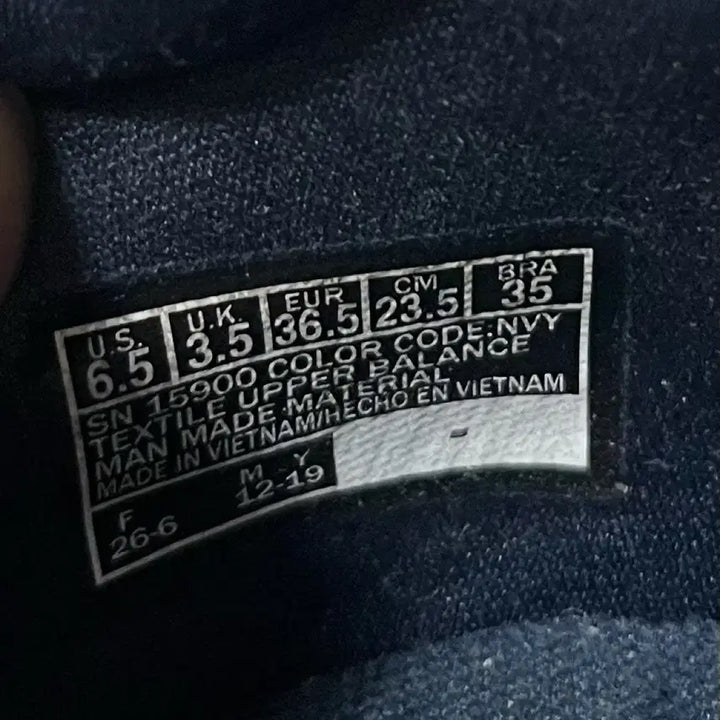 U.S. U.K. EUR CM BRA
6.5 3.5 36.5 23.5 35
SN 15900 COLOR CODE:NVY
TEXTILE UPPER BALANCE
MAN MADE MATERIAL
MADE IN VIETNAM/HECHO EN VIETNAM
F M Y
26-6 12-19
-